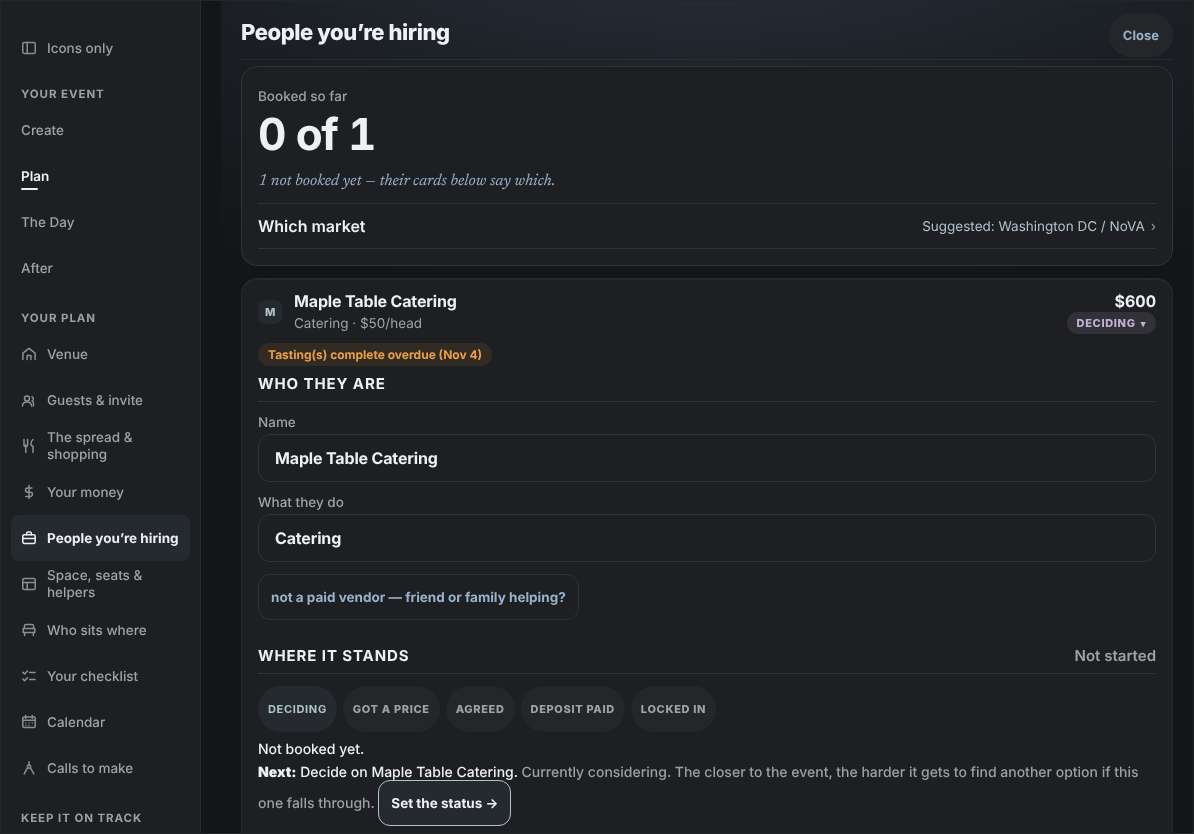 Icons only
YOUR EVENT
Create
Plan
The Day
After
YOUR PLAN
Venue
Guests & invite
The spread &
shopping
Your money
People you’re hiring
Space, seats &
helpers
Who sits where
Your checklist
Calendar
Calls to make
KEEP IT ON TRACK
People you’re hiring
Close
Booked so far
0 of 1
1 not booked yet – their cards below say which.
Which market
Suggested: Washington DC / NoVA ›
M
Maple Table Catering
$600
Catering · $50/head
DECIDING ▾
Tasting(s) complete overdue (Nov 4)
WHO THEY ARE
Name
Maple Table Catering
What they do
Catering
not a paid vendor — friend or family helping?
WHERE IT STANDS
Not started
DECIDING
GOT A PRICE
AGREED
DEPOSIT PAID
LOCKED IN
Not booked yet.
Next: Decide on Maple Table Catering. Currently considering. The closer to the event, the harder it gets to find another option if this
one falls through. Set the status →